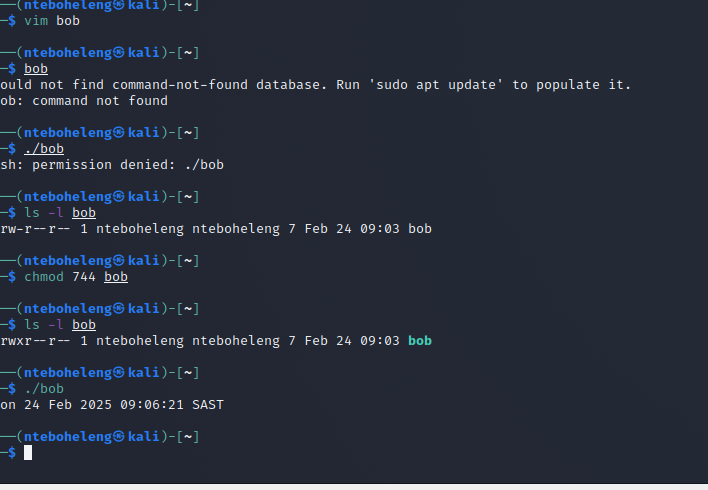 ──(nteboheleng㉿kali)-[~]
─$ vim bob
──(nteboheleng㉿kali)-[~]
─$ bob
ould not find command-not-found database. Run 'sudo apt update' to populate it.
ob: command not found
──(nteboheleng㉿kali)-[~]
─$ ./bob
sh: permission denied: ./bob
──(nteboheleng㉿kali)-[~]
─$ ls -l bob
rw-r--r-- 1 nteboheleng nteboheleng 7 Feb 24 09:03 bob
──(nteboheleng㉿kali)-[~]
─$ chmod 744 bob
──(nteboheleng㉿kali)-[~]
─$ ls -l bob
rwxr--r-- 1 nteboheleng nteboheleng 7 Feb 24 09:03 bob
──(nteboheleng㉿kali)-[~]
─$ ./bob
on 24 Feb 2025 09:06:21 SAST
──(nteboheleng㉿kali)-[~]
─$